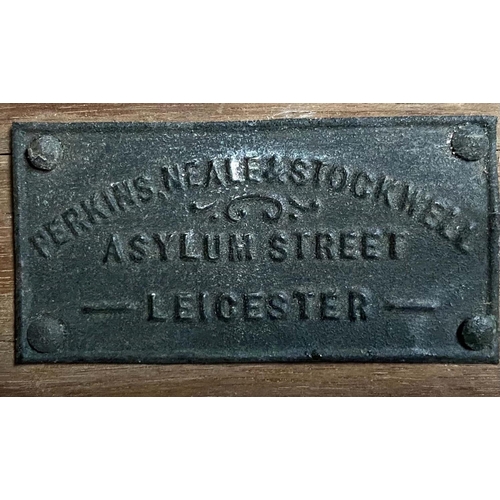 PERKINS, NEALE & STOCKWELL
ASYLUM STREET
— LEICESTER —